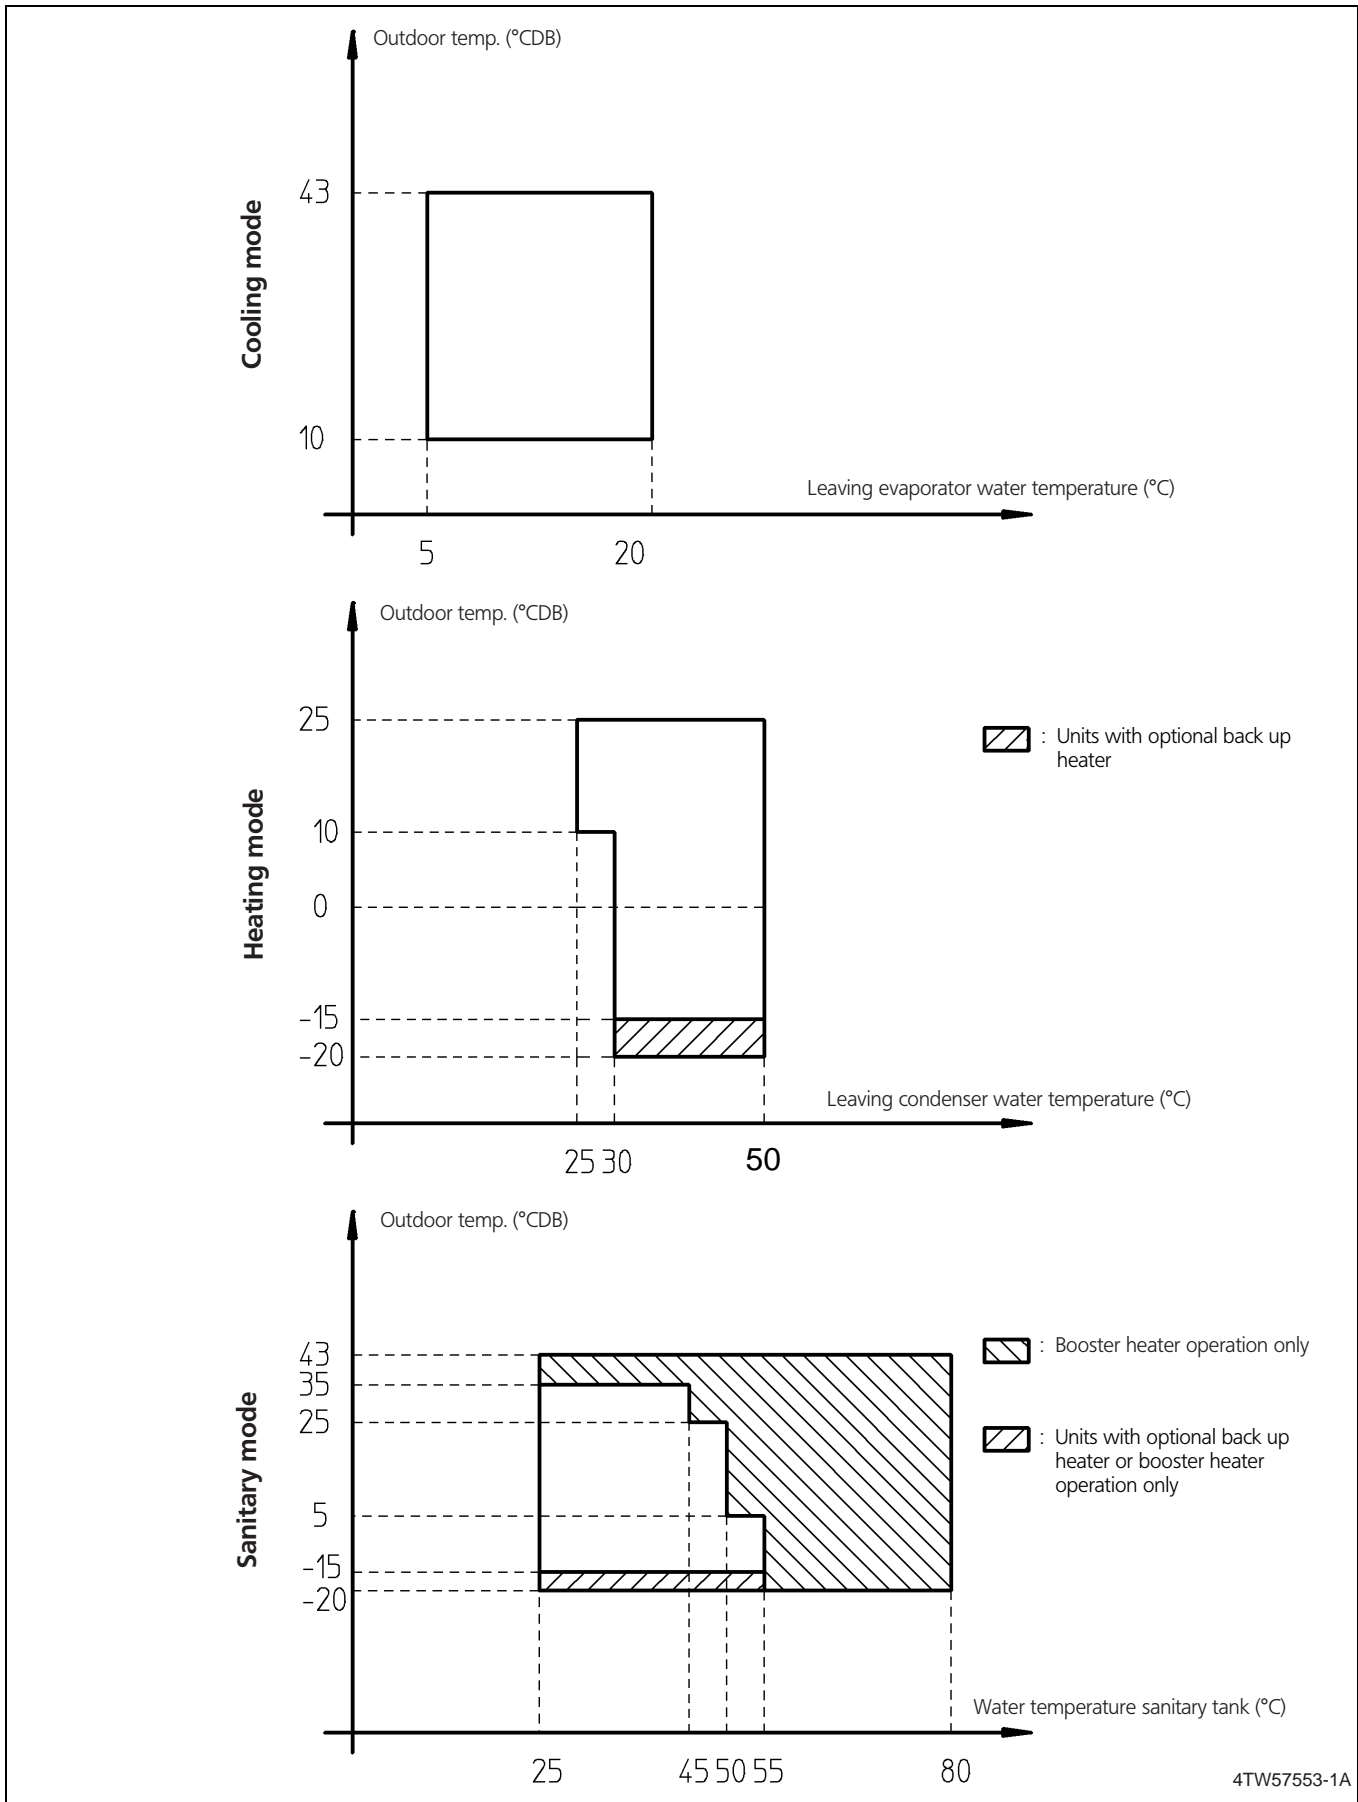 Outdoor temp. (°CDB)
43
Cooling mode
10
Leaving evaporator water temperature (°C)
5 20
Outdoor temp. (°CDB)
25
: Units with optional back up
heater
10
Heating mode
0
-15
-20
Leaving condenser water temperature (°C)
25 30 50
Outdoor temp. (°CDB)
43
: Booster heater operation only
35
25
: Units with optional back up
heater or booster heater
operation only
Sanitary mode
5
-15
-20
Water temperature sanitary tank (°C)
25 45 50 55 80
4TW57553-1A